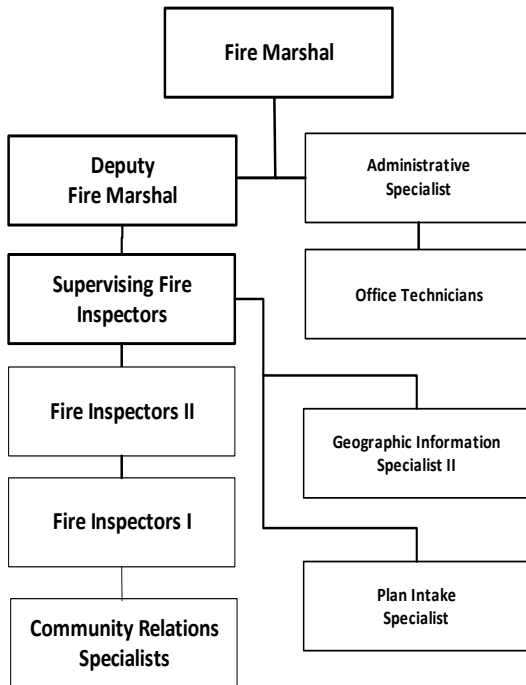 Fire Marshal
Deputy
Fire Marshal
Administrative
Specialist
Supervising Fire
Inspectors
Office Technicians
Fire Inspectors II
Geographic Information
Specialist II
Fire Inspectors I
Plan Intake
Specialist
Community Relations
Specialists